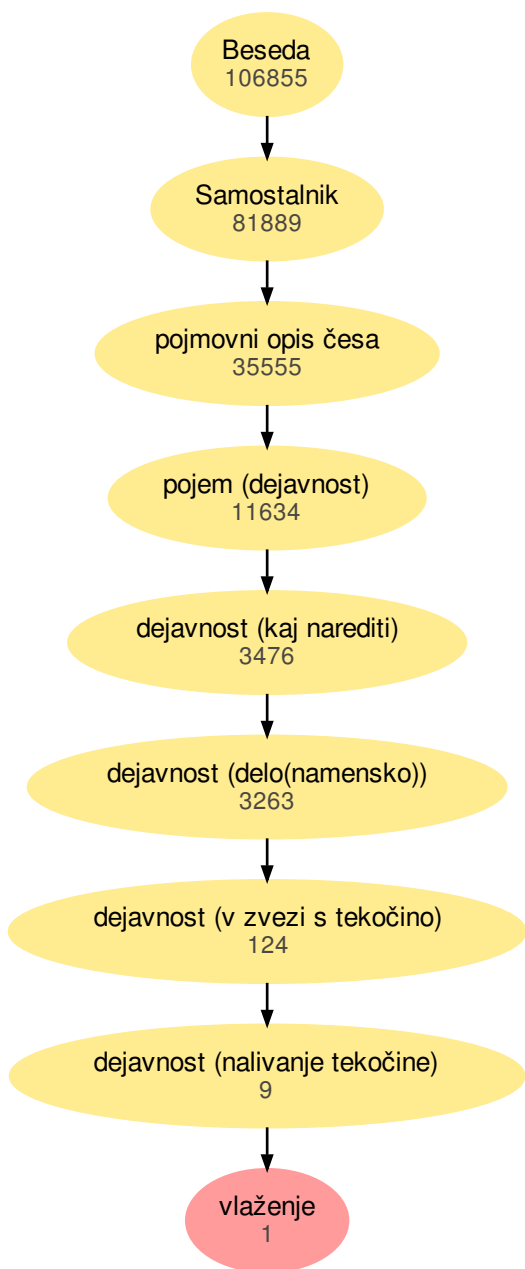 Beseda
106855
Samostalnik
81889
pojmovni opis česa
35555
pojem (dejavnost)
11634
dejavnost (kaj narediti)
3476
dejavnost (delo(namensko))
3263
dejavnost (v zvezi s tekočino)
124
dejavnost (nalivanje tekočine)
9
vlaženje
1